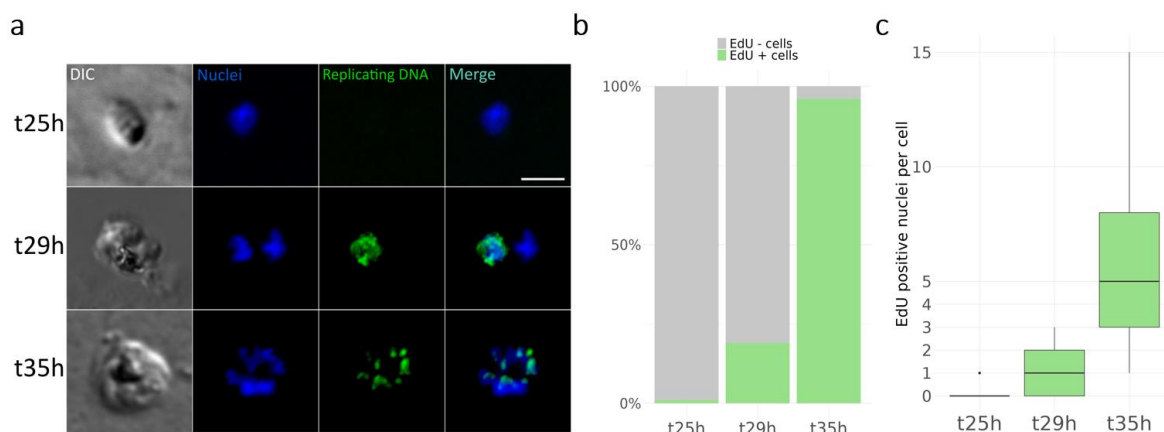 a
DIC
Nuclei
Replicating DNA
Merge
t25h
t29h
t35h
b
EdU - cells
EdU + cells
100%
50%
0%
t25h
t29h
t35h
c
EdU positive nuclei per cell
15
10
5
4
3
2
1
0
t25h
t29h
t35h